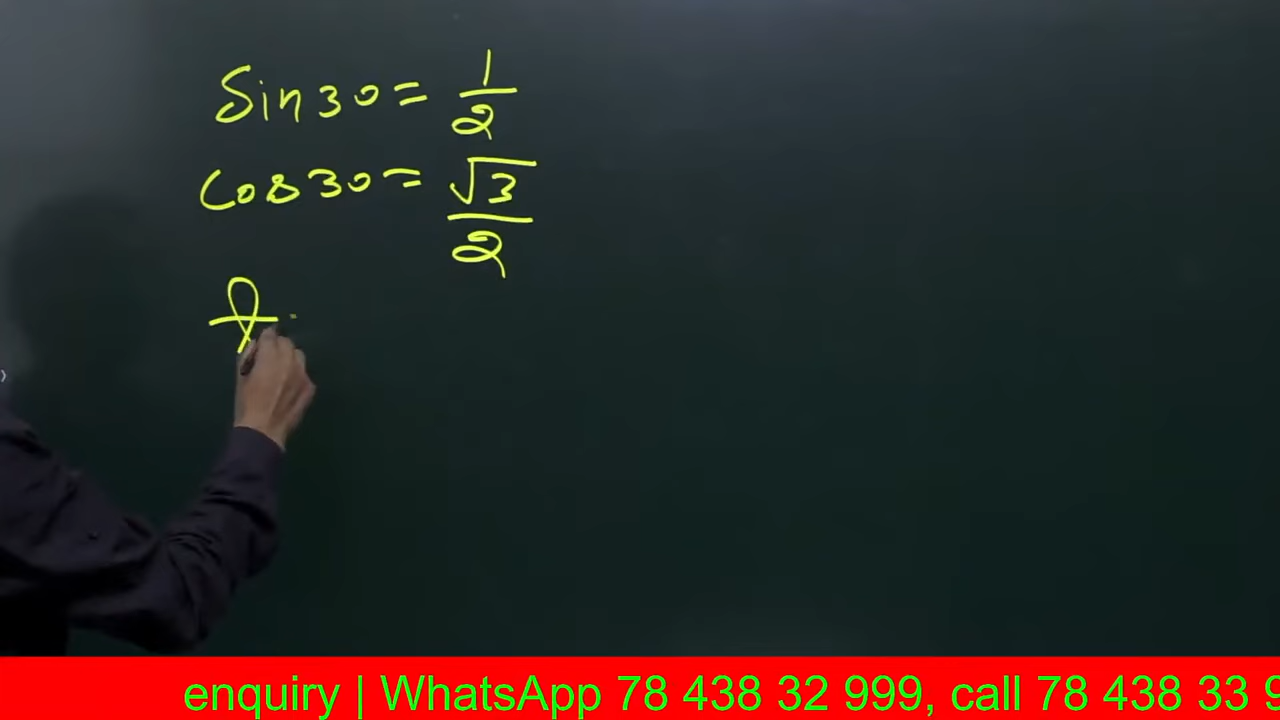 Sin 30 = 1/2
Cos 30 = √3/2
enquiry | WhatsApp 78 438 32 999, call 78 438 33 9